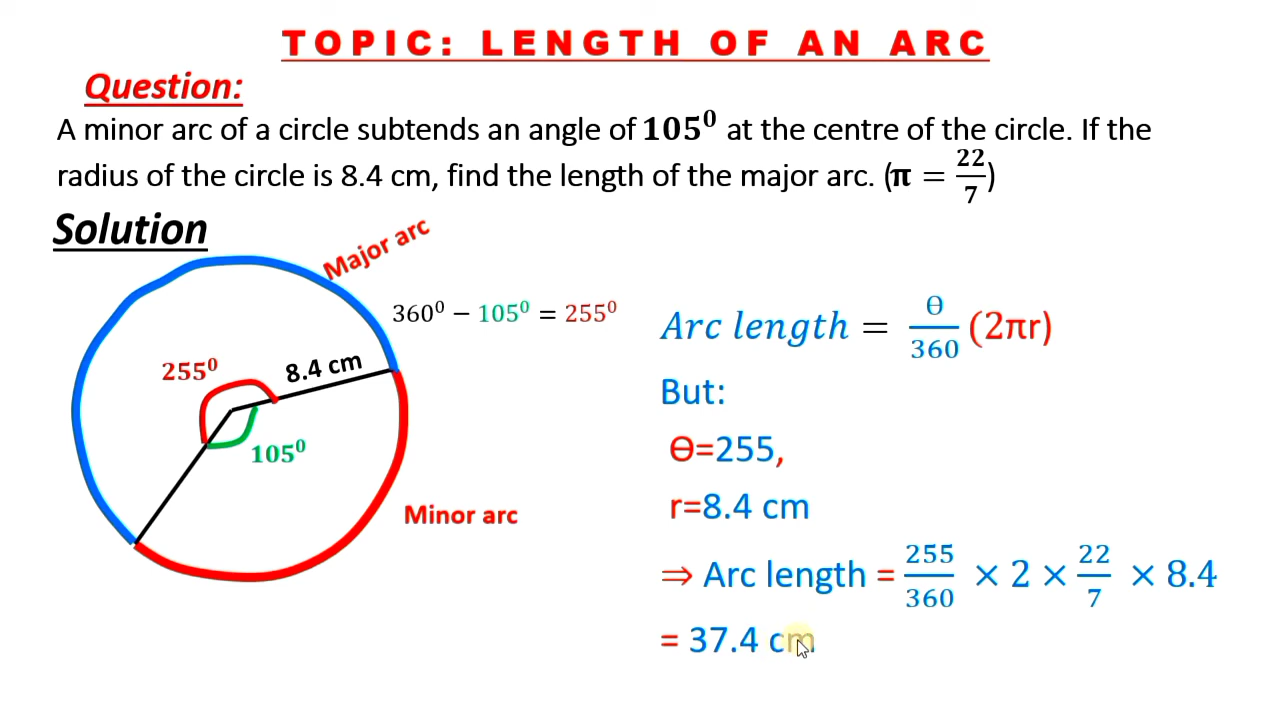 TOPIC: LENGTH OF AN ARC
Question:
A minor arc of a circle subtends an angle of 105⁰ at the centre of the circle. If the
radius of the circle is 8.4 cm, find the length of the major arc. (π = 22/7)
Solution
Major arc
360⁰ − 105⁰ = 255⁰
255⁰
8.4 cm
105⁰
Minor arc
Arc length = ϴ/360 (2πr)
But:
ϴ=255,
r=8.4 cm
⇒ Arc length = 255/360 × 2 × 22/7 × 8.4
= 37.4 cm